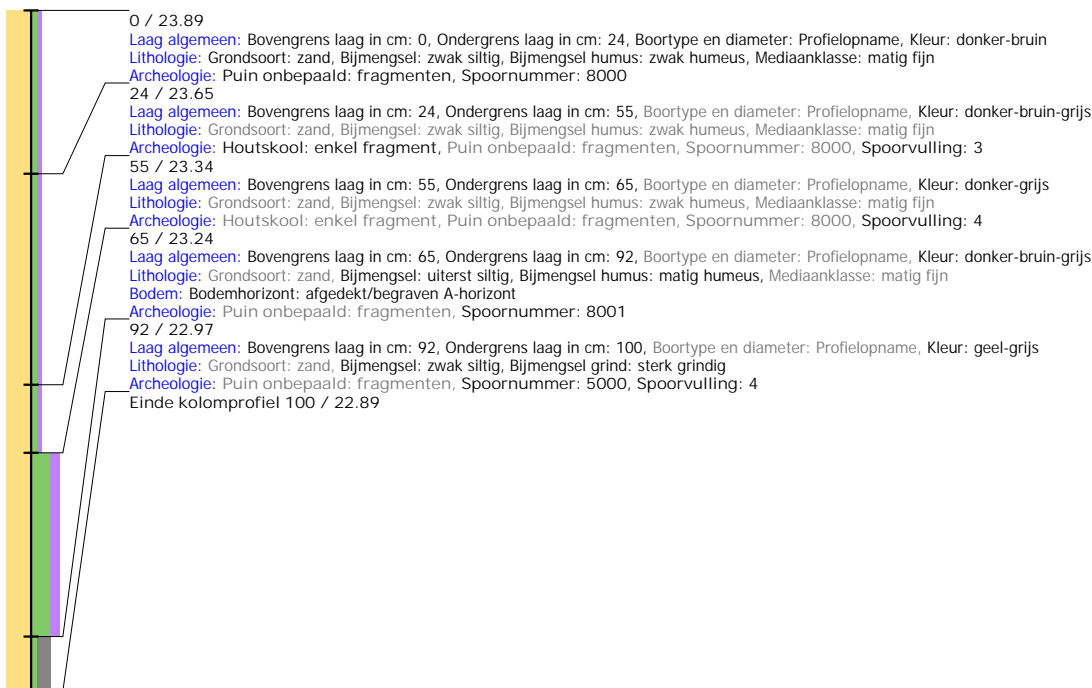 0 / 23.89
Laag algemeen: Bovengrens laag in cm: 0, Ondergrens laag in cm: 24, Boortype en diameter: Profielopname, Kleur: donker-bruin
Lithologie: Grondsoort: zand, Bijmengsel: zwak siltig, Bijmengsel humus: zwak humeus, Mediaanklasse: matig fijn
Archeologie: Puin onbepaald: fragmenten, Spoornummer: 8000
24 / 23.65
Laag algemeen: Bovengrens laag in cm: 24, Ondergrens laag in cm: 55, Boortype en diameter: Profielopname, Kleur: donker-bruin-grijs
Lithologie: Grondsoort: zand, Bijmengsel: zwak siltig, Bijmengsel humus: zwak humeus, Mediaanklasse: matig fijn
Archeologie: Houtskool: enkel fragment, Puin onbepaald: fragmenten, Spoornummer: 8000, Spoorvulling: 3
55 / 23.34
Laag algemeen: Bovengrens laag in cm: 55, Ondergrens laag in cm: 65, Boortype en diameter: Profielopname, Kleur: donker-grijs
Lithologie: Grondsoort: zand, Bijmengsel: zwak siltig, Bijmengsel humus: zwak humeus, Mediaanklasse: matig fijn
Archeologie: Houtskool: enkel fragment, Puin onbepaald: fragmenten, Spoornummer: 8000, Spoorvulling: 4
65 / 23.24
Laag algemeen: Bovengrens laag in cm: 65, Ondergrens laag in cm: 92, Boortype en diameter: Profielopname, Kleur: donker-bruin-grijs
Lithologie: Grondsoort: zand, Bijmengsel: uiterst siltig, Bijmengsel humus: matig humeus, Mediaanklasse: matig fijn
Bodem: Bodemhorizont: afgedekt/begraven A-horizont
Archeologie: Puin onbepaald: fragmenten, Spoornummer: 8001
92 / 22.97
Laag algemeen: Bovengrens laag in cm: 92, Ondergrens laag in cm: 100, Boortype en diameter: Profielopname, Kleur: geel-grijs
Lithologie: Grondsoort: zand, Bijmengsel: zwak siltig, Bijmengsel grind: sterk grindig
Archeologie: Puin onbepaald: fragmenten, Spoornummer: 5000, Spoorvulling: 4
Einde kolomprofiel 100 / 22.89